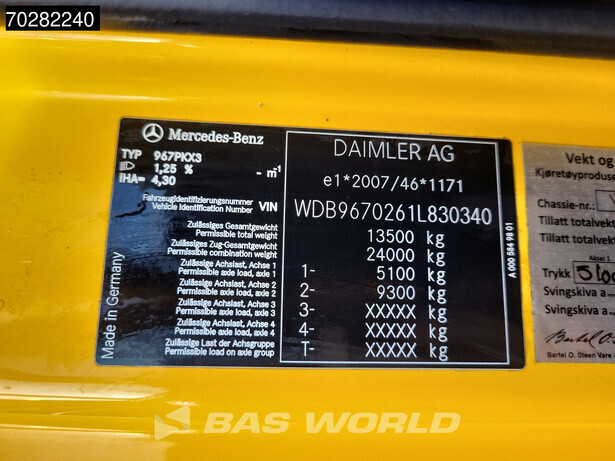 70282240
Mercedes-Benz
TYP 967PKX3
1,25 % - m⁻¹
IHA= 4,30
DAIMLER AG
e1*2007/46*1171
Fahrzeugidentifizierungsnummer
Vehicle Identification Number VIN WDB9670261L830340
Zulässiges Gesamtgewicht
Permissible total weight 13500 kg
Zulässiges Zug-Gesamtgewicht
Permissible combination weight 24000 kg
Zulässige Achslast, Achse 1
Permissible axle load, axle 1 1- 5100 kg
Zulässige Achslast, Achse 2
Permissible axle load, axle 2 2- 9300 kg
Zulässige Achslast, Achse 3
Permissible axle load, axle 3 3- XXXXX kg
Zulässige Achslast, Achse 4
Permissible axle load, axle 4 4- XXXXX kg
Zulässige Last der Achsgruppe
Permissible load on axle group T- XXXXX kg
Made in Germany
A 000 584 98 01
Vekt og
Kjøretøyproduse
Chassie-nr.
Tillatt totalvekt
Tillatt totalvekt
Aksel 1
Trykk 510
Svingskiva a
Svingskiva a
Bertel O. Steen Vare
BAS WORLD